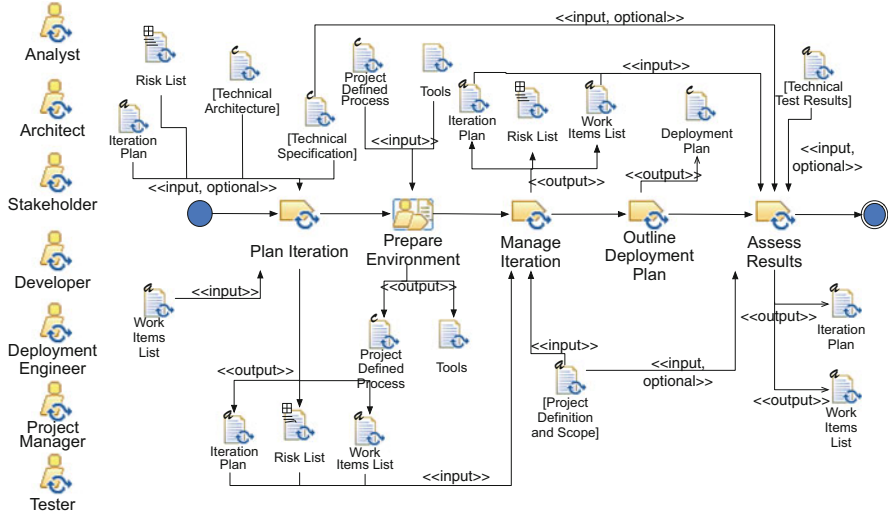 Analyst
Architect
Stakeholder
Developer
Deployment
Engineer
Project
Manager
Tester
a
Iteration
Plan
Risk List
c
[Technical
Architecture]
c
[Technical
Specification]
<<input, optional>>
c
Project
Defined
Process
Tools
<<input>>
<<input, optional>>
a
Iteration
Plan
Risk List
a
Work
Items List
<<input>>
<<output>>
c
Deployment
Plan
<<output>>
a
[Technical
Test Results]
<<input,
optional>>
Plan Iteration
Prepare
Environment
Manage
Iteration
Outline
Deployment
Plan
Assess
Results
a
Work
Items
List
<<input>>
<<output>>
a
Iteration
Plan
Risk List
a
Work
Items List
<<input>>
<<output>>
c
Project
Defined
Process
Tools
<<input>>
a
[Project
Definition
and Scope]
<<input,
optional>>
<<output>>
a
Iteration
Plan
<<output>>
a
Work
Items
List